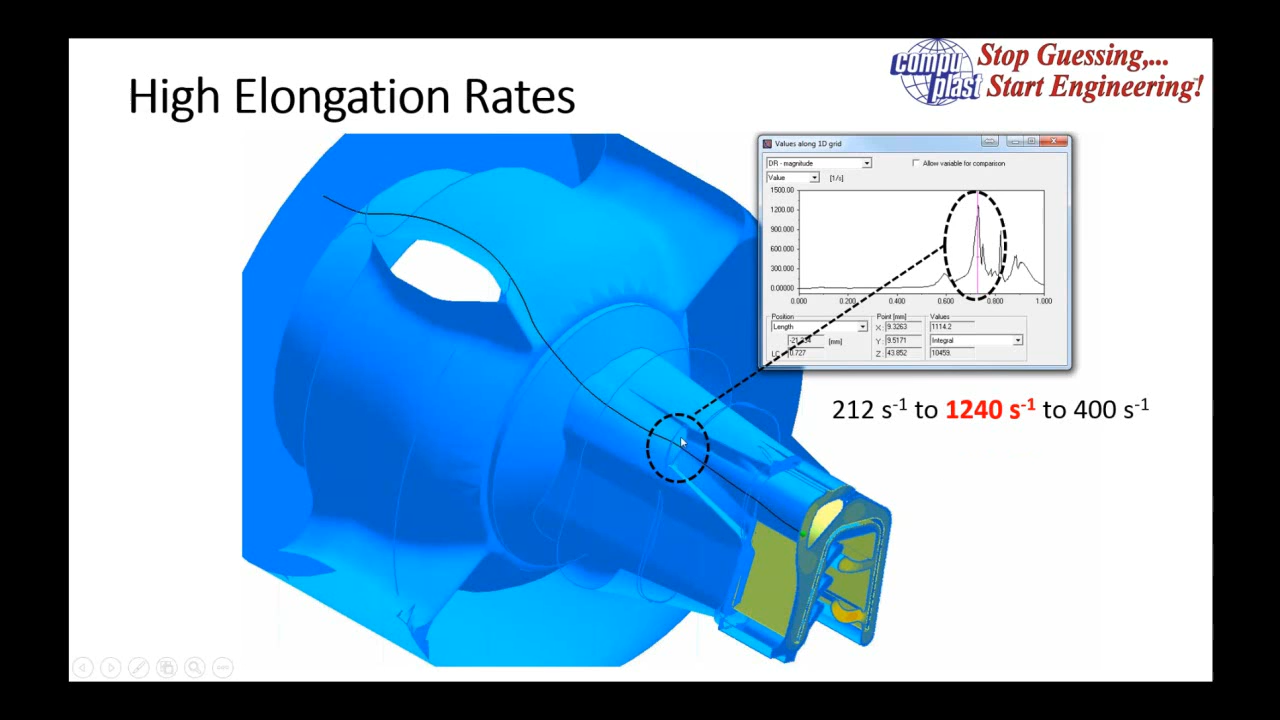 High Elongation Rates
compu
plast
Stop Guessing,...
Start Engineering!
Values along 1D grid
DR - magnitude
Allow variable for comparison
Value
[1/s]
1500.00
1200.00
900.000
600.000
300.000
0.00000
0.000 0.200 0.400 0.600 0.800 1.000
Position
Point [mm]
Values
Length
X: 9.3263
1114.2
[mm]
Y: 9.5171
Integral
LC 0.727
Z: 43.852
10459.
212 s-1 to 1240 s-1 to 400 s-1